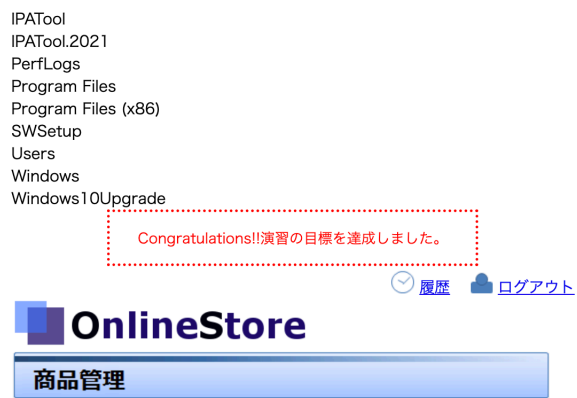 IPATool
IPATool.2021
PerfLogs
Program Files
Program Files (x86)
SWSetup
Users
Windows
Windows10Upgrade
Congratulations!!演習の目標を達成しました。
履歴 ログアウト
OnlineStore
商品管理